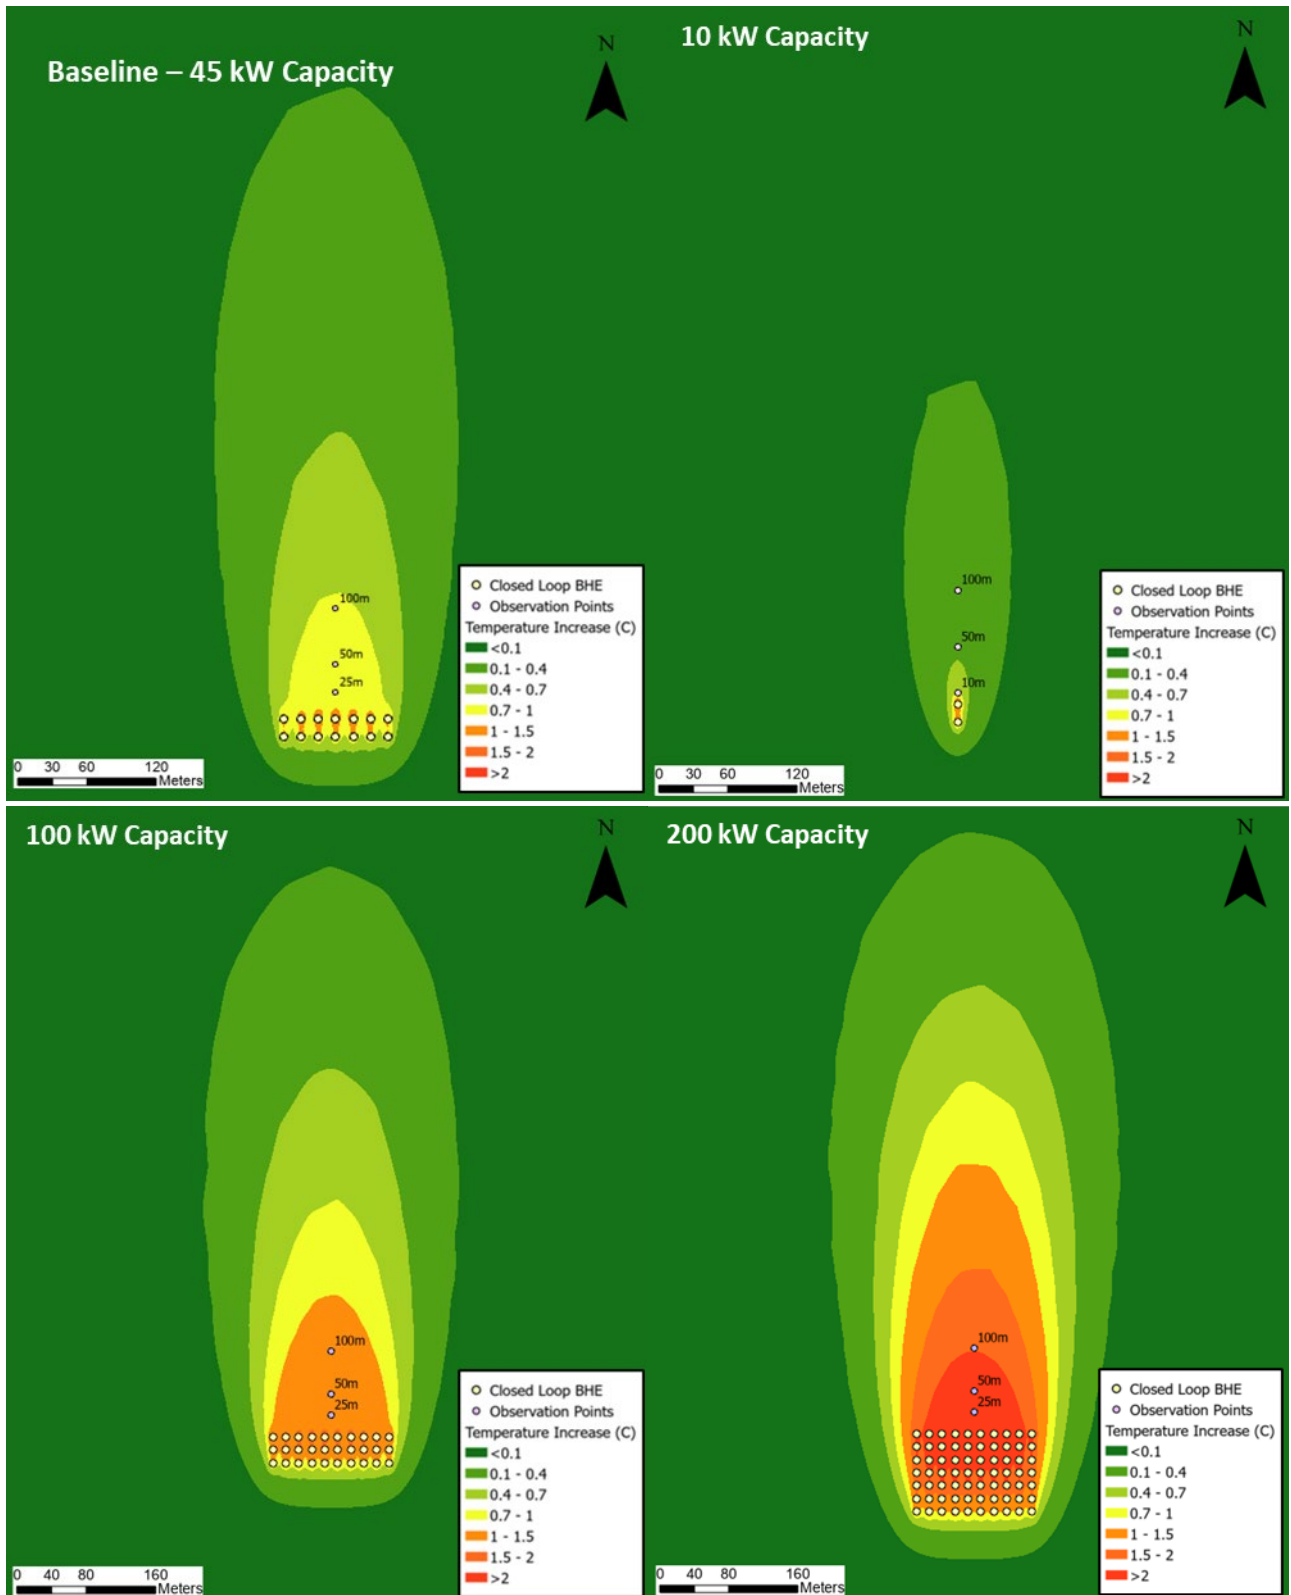 Baseline – 45 kW Capacity
N
100m
50m
25m
Closed Loop BHE
Observation Points
Temperature Increase (C)
<0.1
0.1 - 0.4
0.4 - 0.7
0.7 - 1
1 - 1.5
1.5 - 2
>2
0 30 60 120
Meters
10 kW Capacity
N
100m
50m
10m
Closed Loop BHE
Observation Points
Temperature Increase (C)
<0.1
0.1 - 0.4
0.4 - 0.7
0.7 - 1
1 - 1.5
1.5 - 2
>2
0 30 60 120
Meters
100 kW Capacity
N
100m
50m
25m
Closed Loop BHE
Observation Points
Temperature Increase (C)
<0.1
0.1 - 0.4
0.4 - 0.7
0.7 - 1
1 - 1.5
1.5 - 2
>2
0 40 80 160
Meters
200 kW Capacity
N
100m
50m
25m
Closed Loop BHE
Observation Points
Temperature Increase (C)
<0.1
0.1 - 0.4
0.4 - 0.7
0.7 - 1
1 - 1.5
1.5 - 2
>2
0 40 80 160
Meters